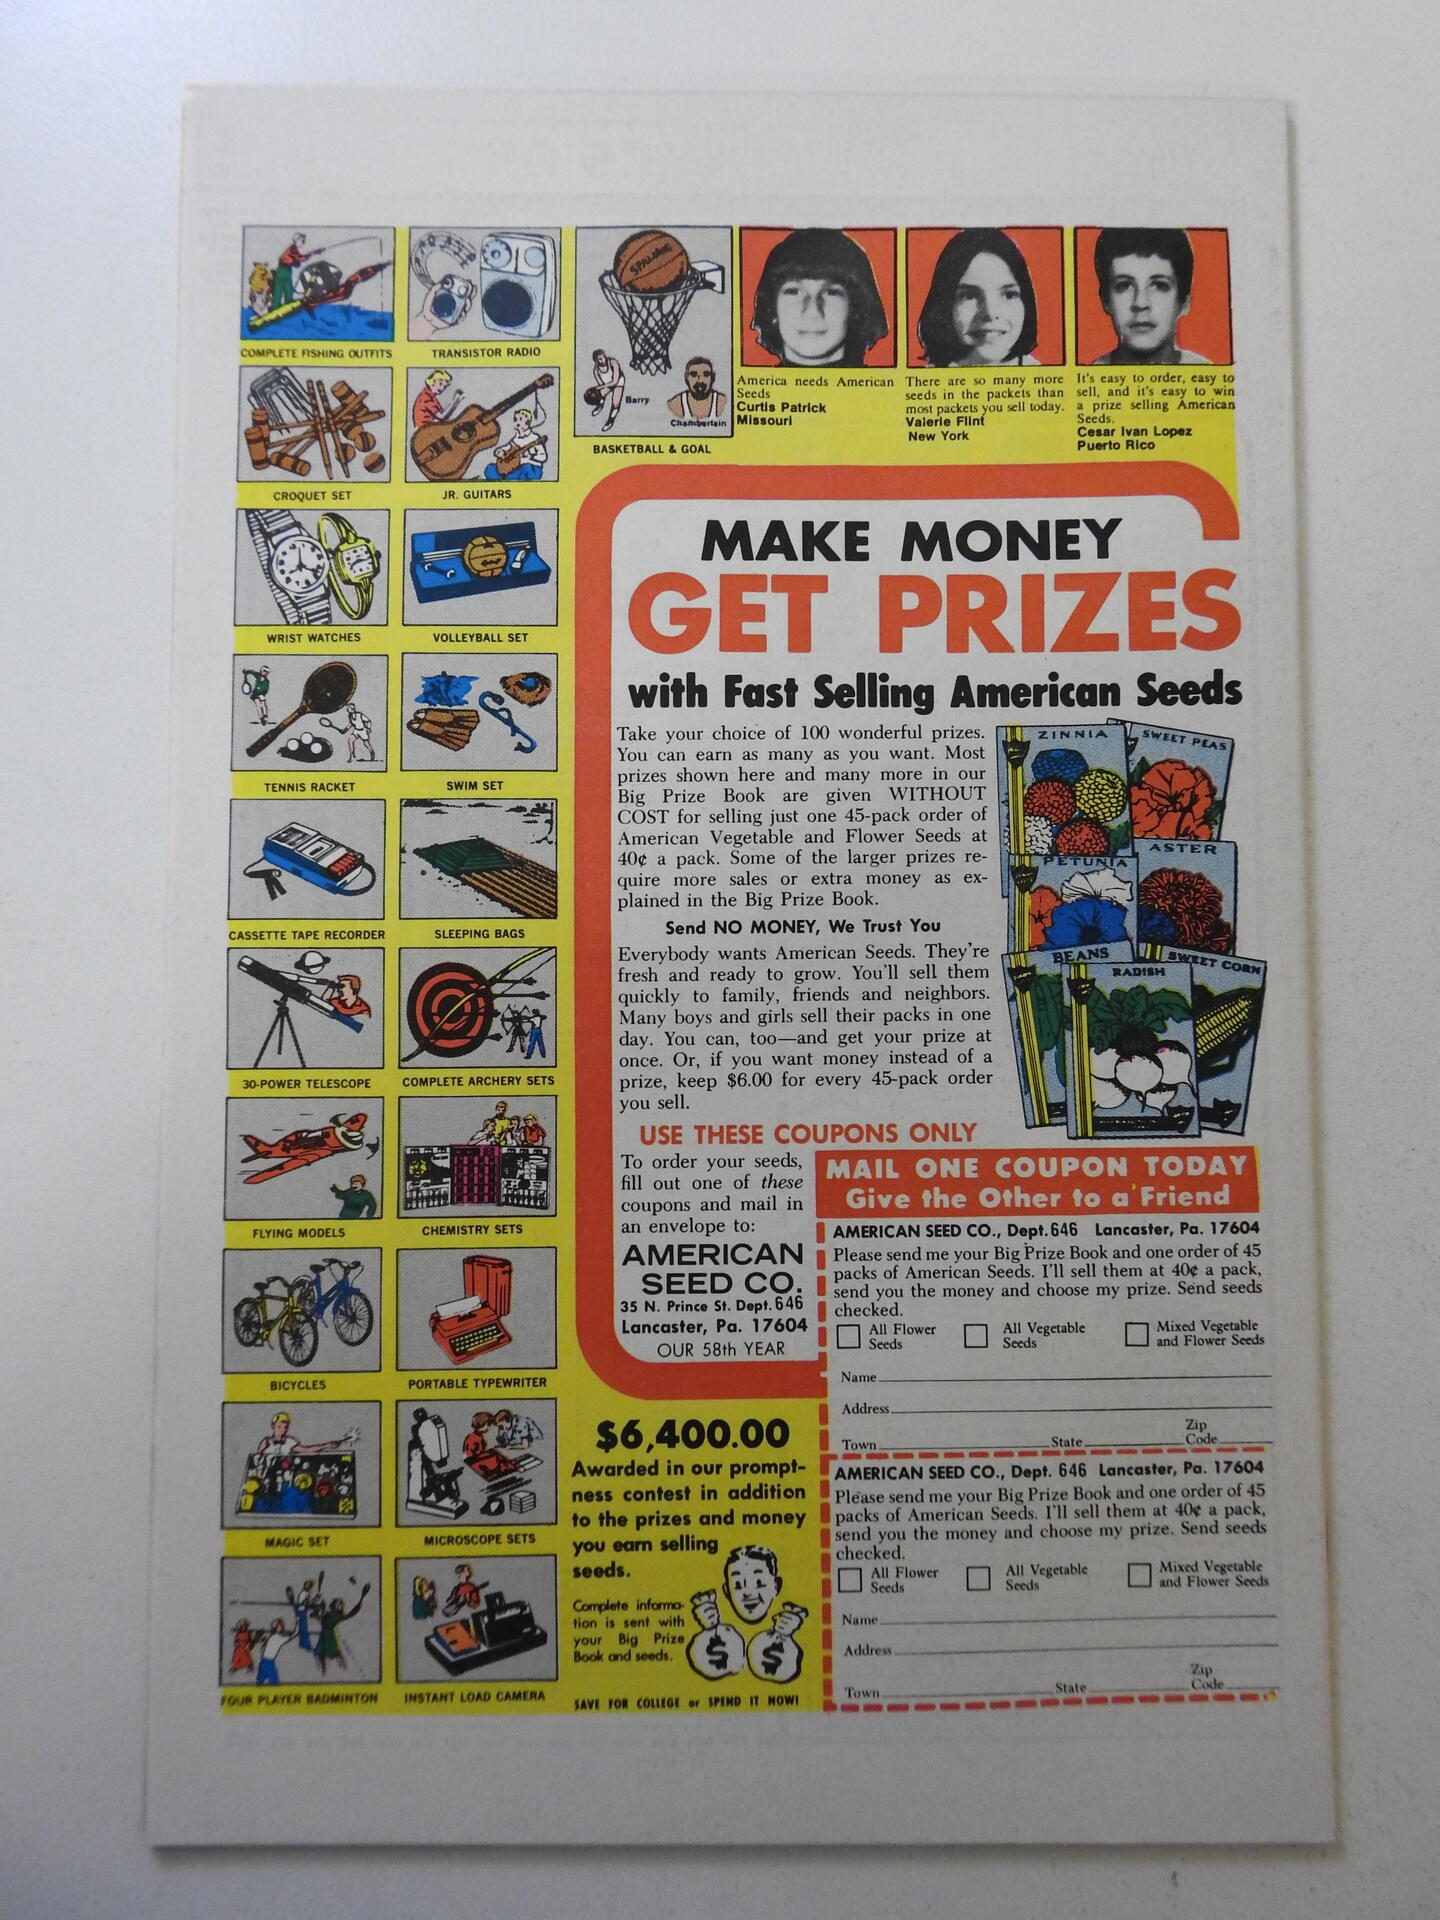 COMPLETE FISHING OUTFITS
TRANSISTOR RADIO
SPALDING
Barry
Chamberlain
BASKETBALL & GOAL
America needs American
Seeds
Curtis Patrick
Missouri
There are so many more
seeds in the packets than
most packets you sell today.
Valerie Flint
New York
It's easy to order, easy to
sell, and it's easy to win
a prize selling American
Seeds.
Cesar Ivan Lopez
Puerto Rico
CROQUET SET
JR. GUITARS
WRIST WATCHES
VOLLEYBALL SET
TENNIS RACKET
SWIM SET
CASSETTE TAPE RECORDER
SLEEPING BAGS
30-POWER TELESCOPE
COMPLETE ARCHERY SETS
FLYING MODELS
CHEMISTRY SETS
BICYCLES
PORTABLE TYPEWRITER
MAGIC SET
MICROSCOPE SETS
FOUR PLAYER BADMINTON
INSTANT LOAD CAMERA
MAKE MONEY
GET PRIZES
with Fast Selling American Seeds
Take your choice of 100 wonderful prizes.
You can earn as many as you want. Most
prizes shown here and many more in our
Big Prize Book are given WITHOUT
COST for selling just one 45-pack order of
American Vegetable and Flower Seeds at
40¢ a pack. Some of the larger prizes re-
quire more sales or extra money as ex-
plained in the Big Prize Book.
Send NO MONEY, We Trust You
Everybody wants American Seeds. They're
fresh and ready to grow. You'll sell them
quickly to family, friends and neighbors.
Many boys and girls sell their packs in one
day. You can, too—and get your prize at
once. Or, if you want money instead of a
prize, keep $6.00 for every 45-pack order
you sell.
ZINNIA
SWEET PEAS
PETUNIA
ASTER
BEANS
RADISH
SWEET CORN
USE THESE COUPONS ONLY
To order your seeds,
fill out one of these
coupons and mail in
an envelope to:
AMERICAN
SEED CO.
35 N. Prince St. Dept. 646
Lancaster, Pa. 17604
OUR 58th YEAR
$6,400.00
Awarded in our prompt-
ness contest in addition
to the prizes and money
you earn selling
seeds.
Complete informa-
tion is sent with
your Big Prize
Book and seeds.
$ $
SAVE FOR COLLEGE or SPEND IT NOW!
MAIL ONE COUPON TODAY
Give the Other to a Friend
AMERICAN SEED CO., Dept. 646 Lancaster, Pa. 17604
Please send me your Big Prize Book and one order of 45
packs of American Seeds. I'll sell them at 40¢ a pack,
send you the money and choose my prize. Send seeds
checked.
All Flower
Seeds
All Vegetable
Seeds
Mixed Vegetable
and Flower Seeds
Name
Address
Town State Zip Code
AMERICAN SEED CO., Dept. 646 Lancaster, Pa. 17604
Please send me your Big Prize Book and one order of 45
packs of American Seeds. I'll sell them at 40¢ a pack,
send you the money and choose my prize. Send seeds
checked.
All Flower
Seeds
All Vegetable
Seeds
Mixed Vegetable
and Flower Seeds
Name
Address
Town State Zip Code